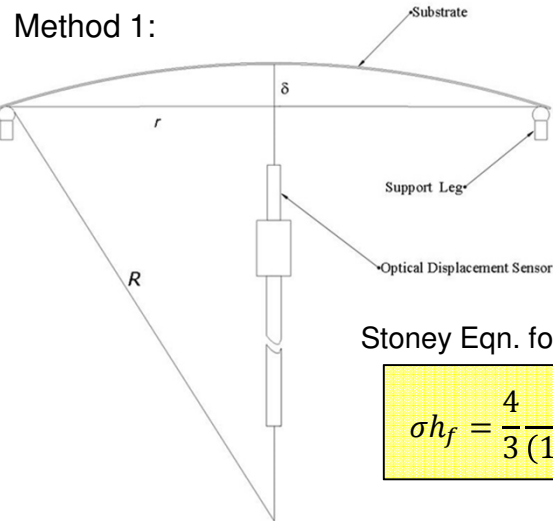 Method 1:
•Substrate
δ
r
Support Leg•
R
•Optical Displacement Sensor
Stoney Eqn. fo
σh_f = 4/3 (1